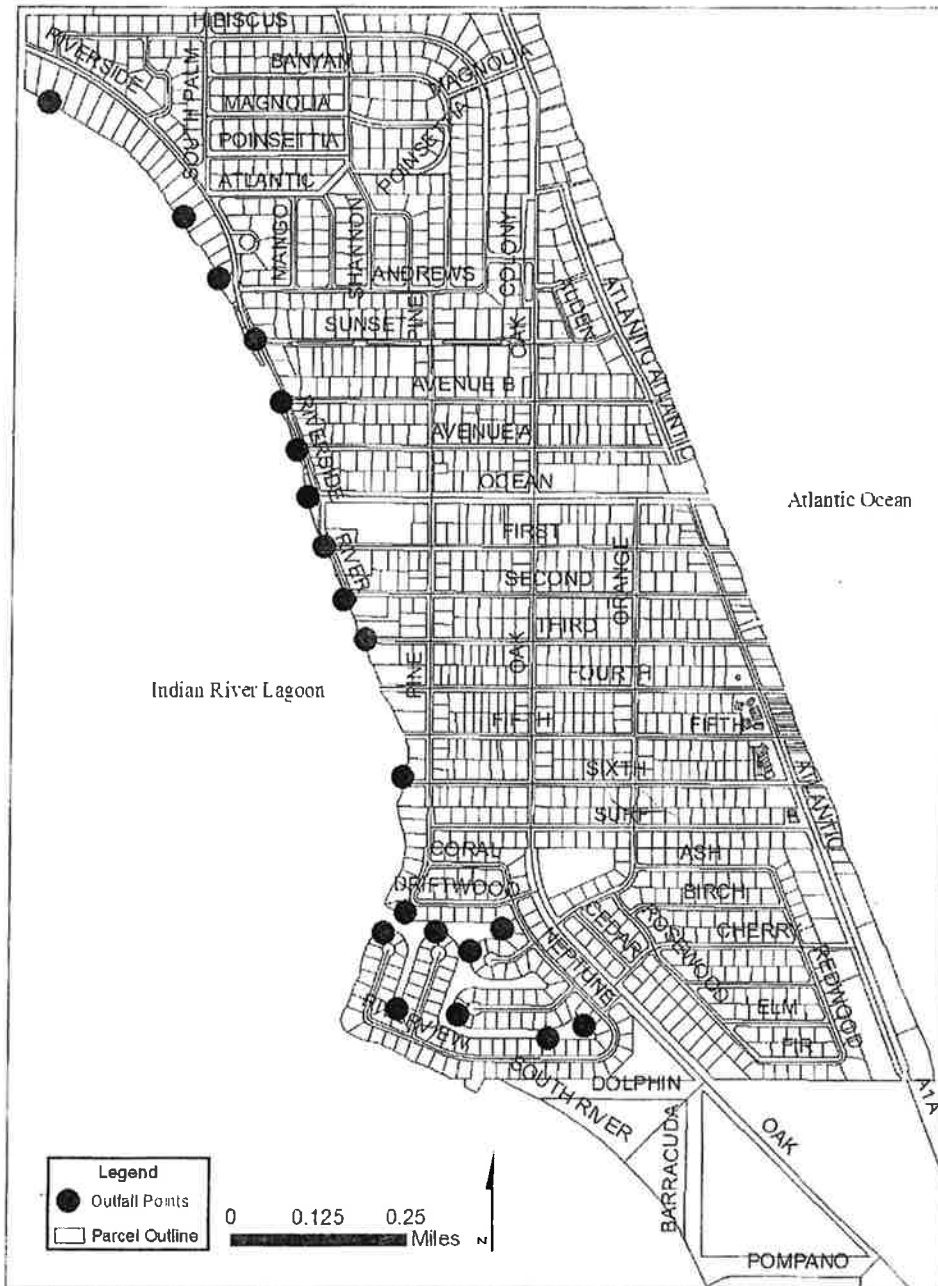 HIBISCUS
RIVERSIDE
SOUTH PALM
BANYAN
MAGNOLIA
MAGNOLIA
POINSETTIA
POINSETTIA
ATLANTIC
MANGO
SHANNON
COLONY
ANDREWS
ALDEN
PINE
SUNSET
OAK
ATLANTIC
ATLANTIC
AVENUE B
AVENUE A
RIVERSIDE
OCEAN
Atlantic Ocean
FIRST
RIVER
SECOND
ORANGE
THIRD
OAK
PINE
FOURTH
Indian River Lagoon
FIFTH
FIFTH
SIXTH
ATLANTIC
SURF
CORAL
ASH
DRIFTWOOD
BIRCH
CEDAR
ROSEWOOD
CHERRY
NEPTUNE
REDWOOD
ELM
FIR
SOUTH RIVER
DOLPHIN
A1A
OAK
BARRACUDA
POMPANO
Legend
Outfall Points
Parcel Outline
0 0.125 0.25
Miles
N